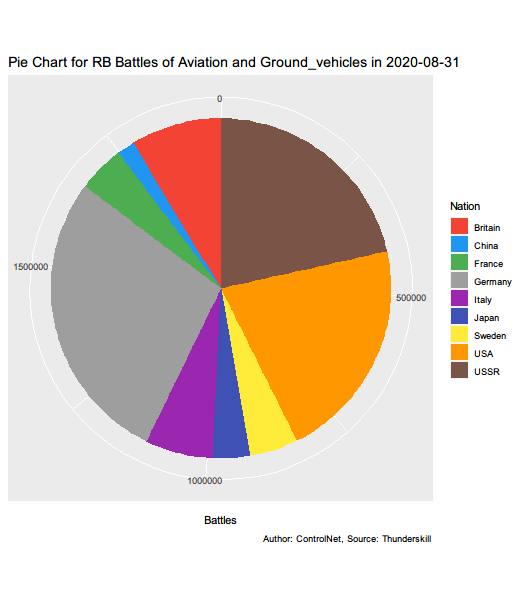 Pie Chart for RB Battles of Aviation and Ground_vehicles in 2020-08-31
0
500000
1000000
1500000
Nation
Britain
China
France
Germany
Italy
Japan
Sweden
USA
USSR
Battles
Author: ControlNet, Source: Thunderskill